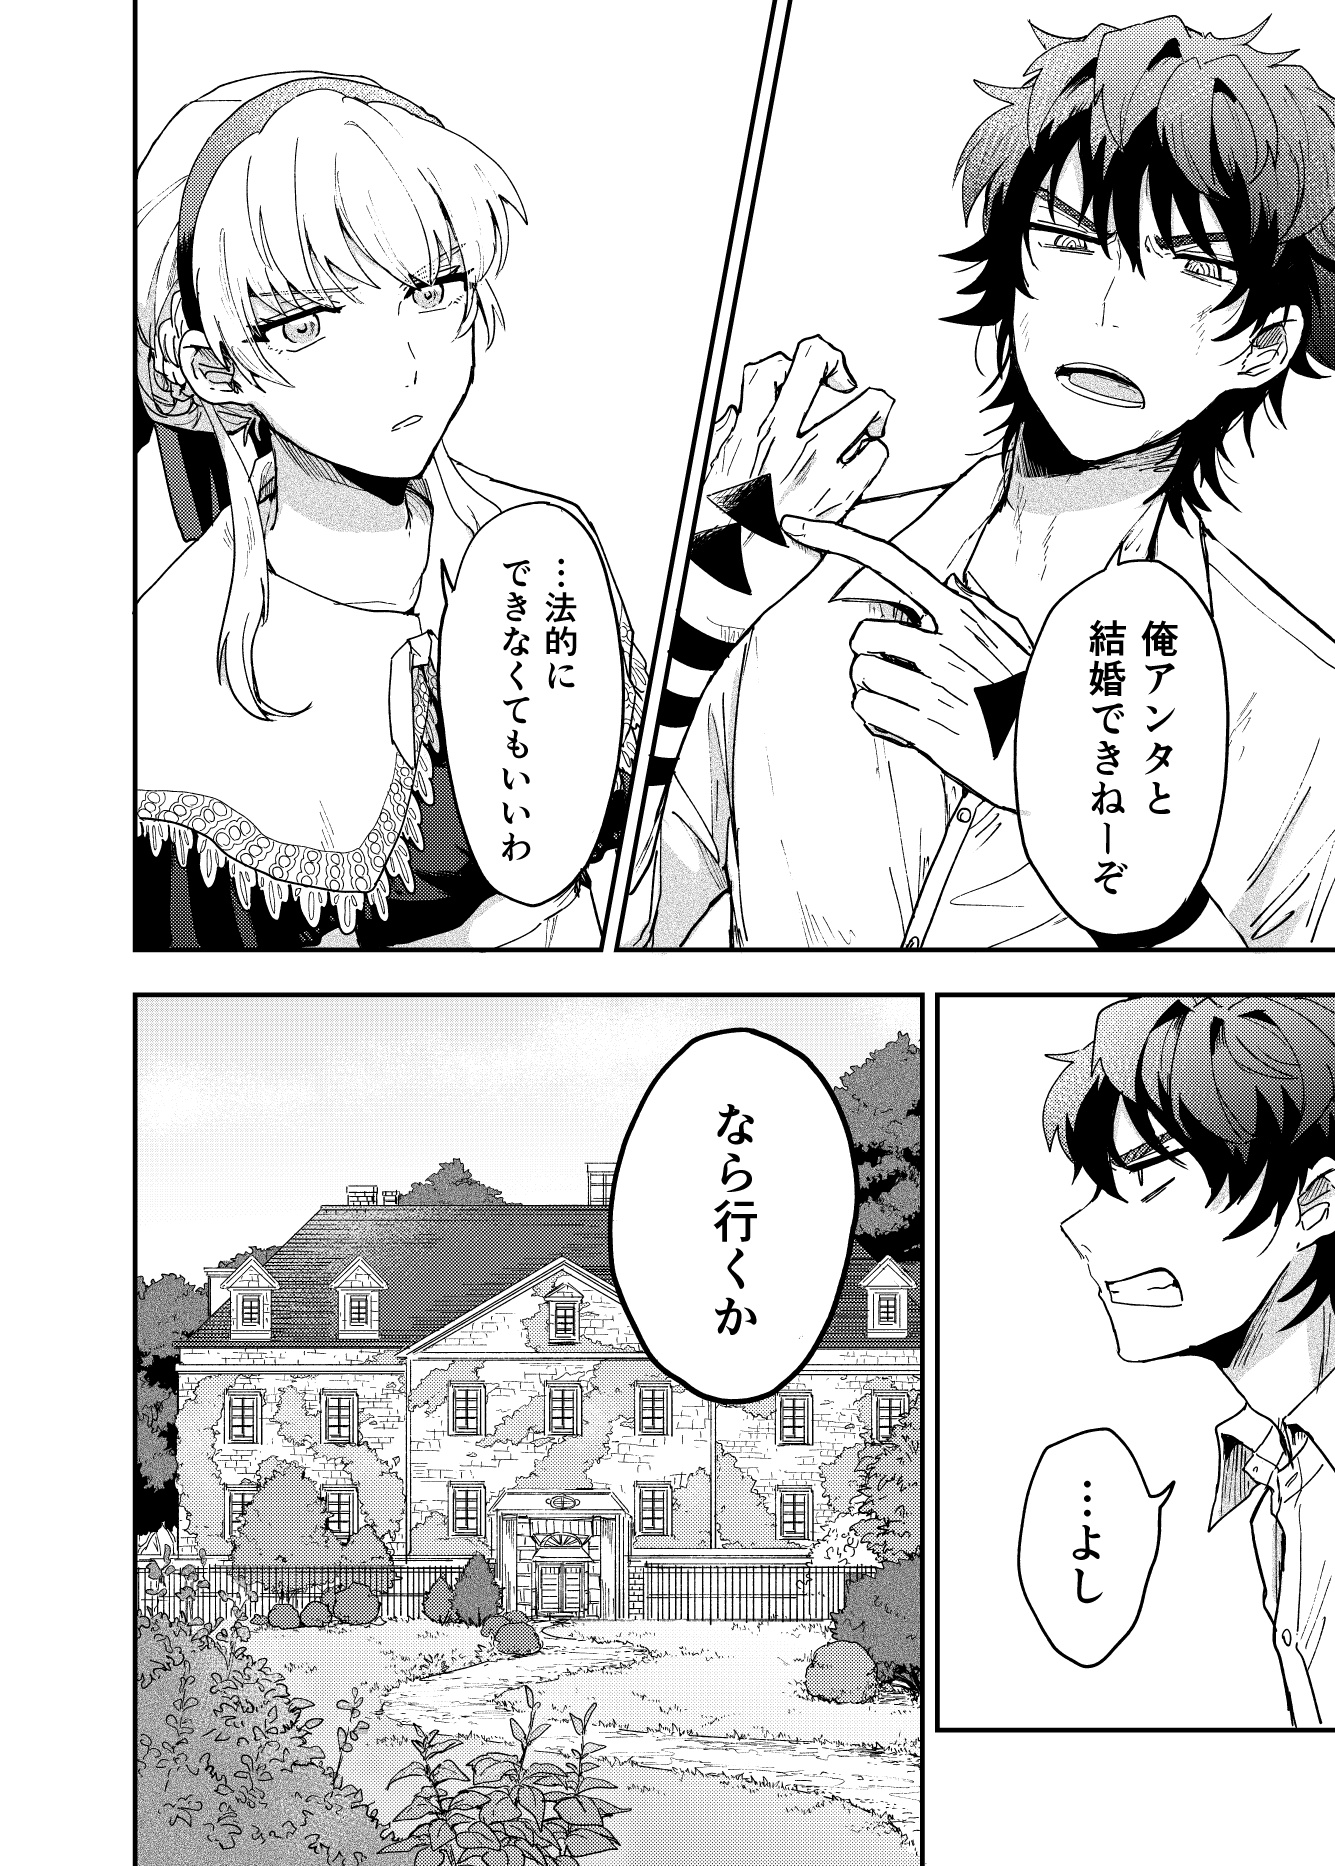 俺アンタと
結婚できねーぞ
…法的に
できなくてもいいわ
…よし
なら行くか